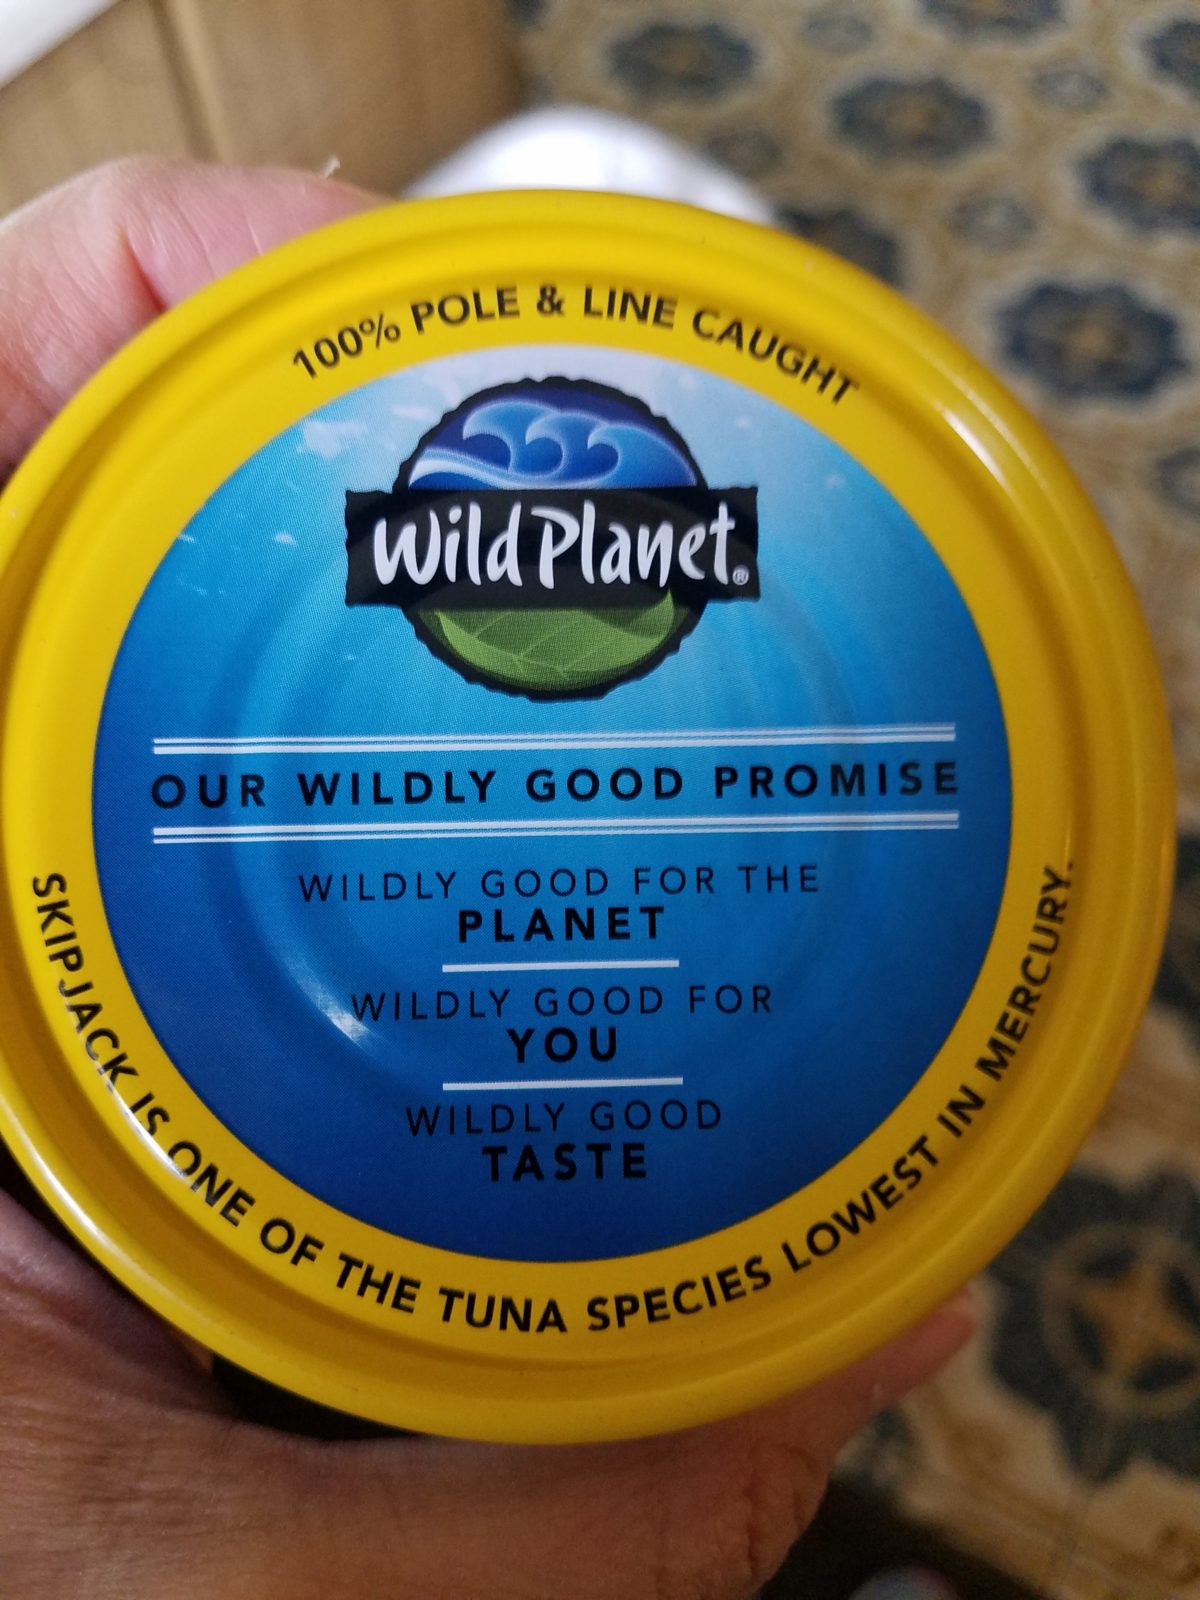 100% POLE & LINE CAUGHT
Wild Planet®
OUR WILDLY GOOD PROMISE
WILDLY GOOD FOR THE
PLANET
WILDLY GOOD FOR
YOU
WILDLY GOOD
TASTE
SKIPJACK IS ONE OF THE TUNA SPECIES LOWEST IN MERCURY.